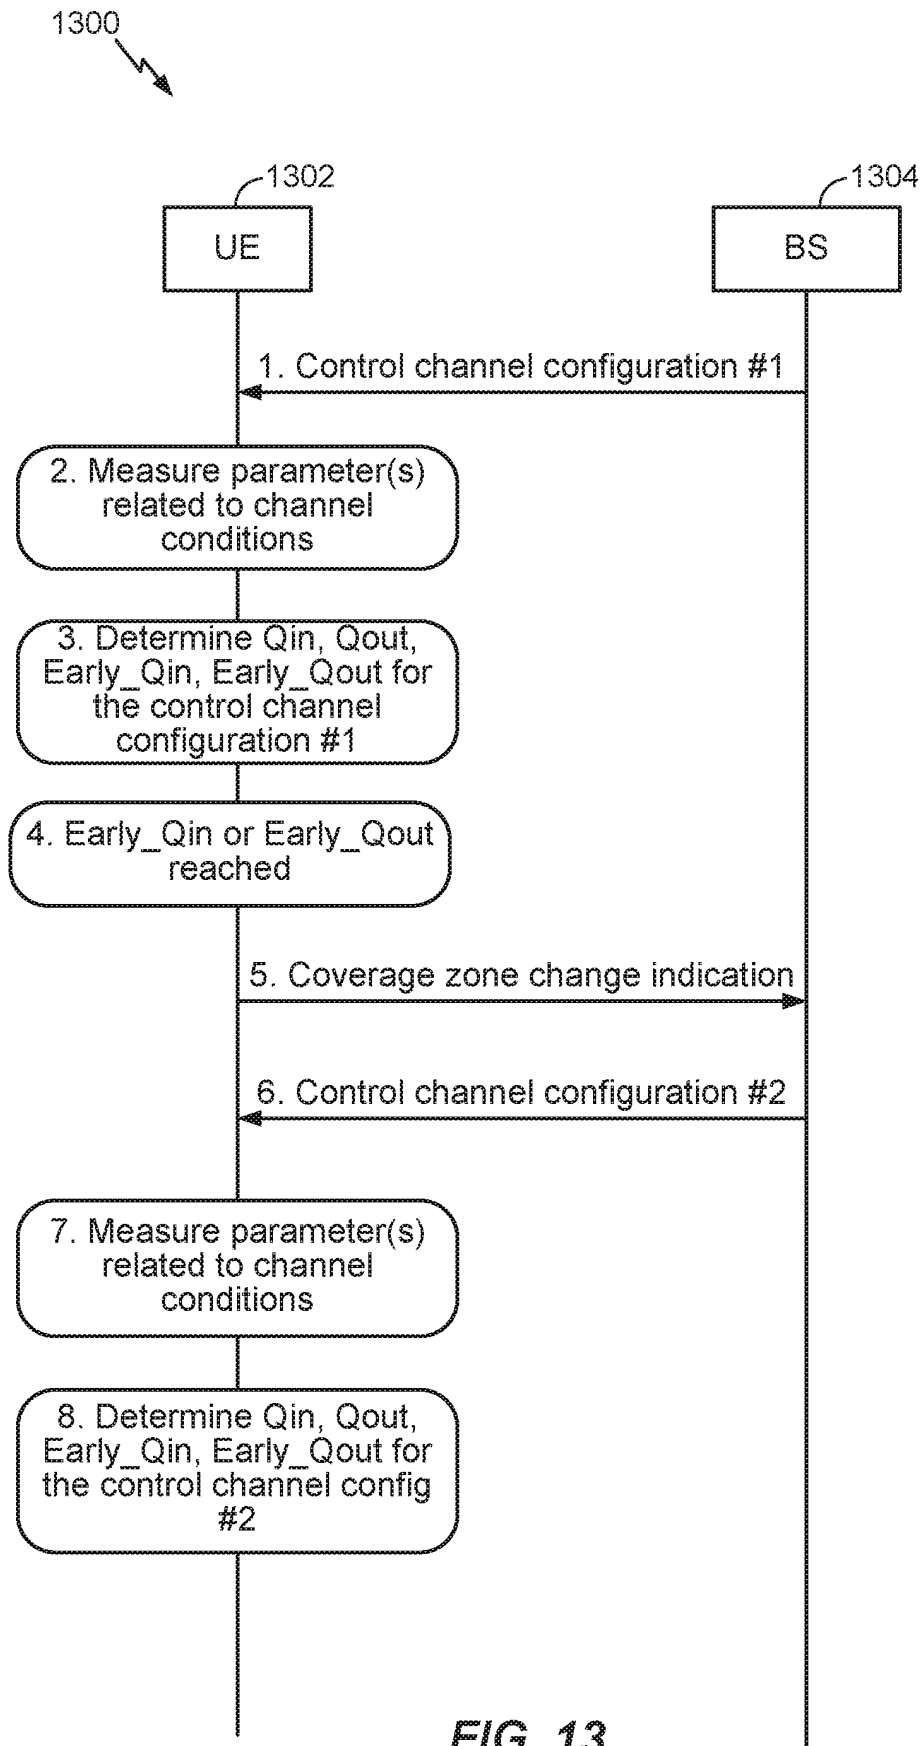 1300
1302
1304
UE
BS
1. Control channel configuration #1
2. Measure parameter(s)
related to channel
conditions
3. Determine Qin, Qout,
Early_Qin, Early_Qout for
the control channel
configuration #1
4. Early_Qin or Early_Qout
reached
5. Coverage zone change indication
6. Control channel configuration #2
7. Measure parameter(s)
related to channel
conditions
8. Determine Qin, Qout,
Early_Qin, Early_Qout for
the control channel config
#2
FIG. 13